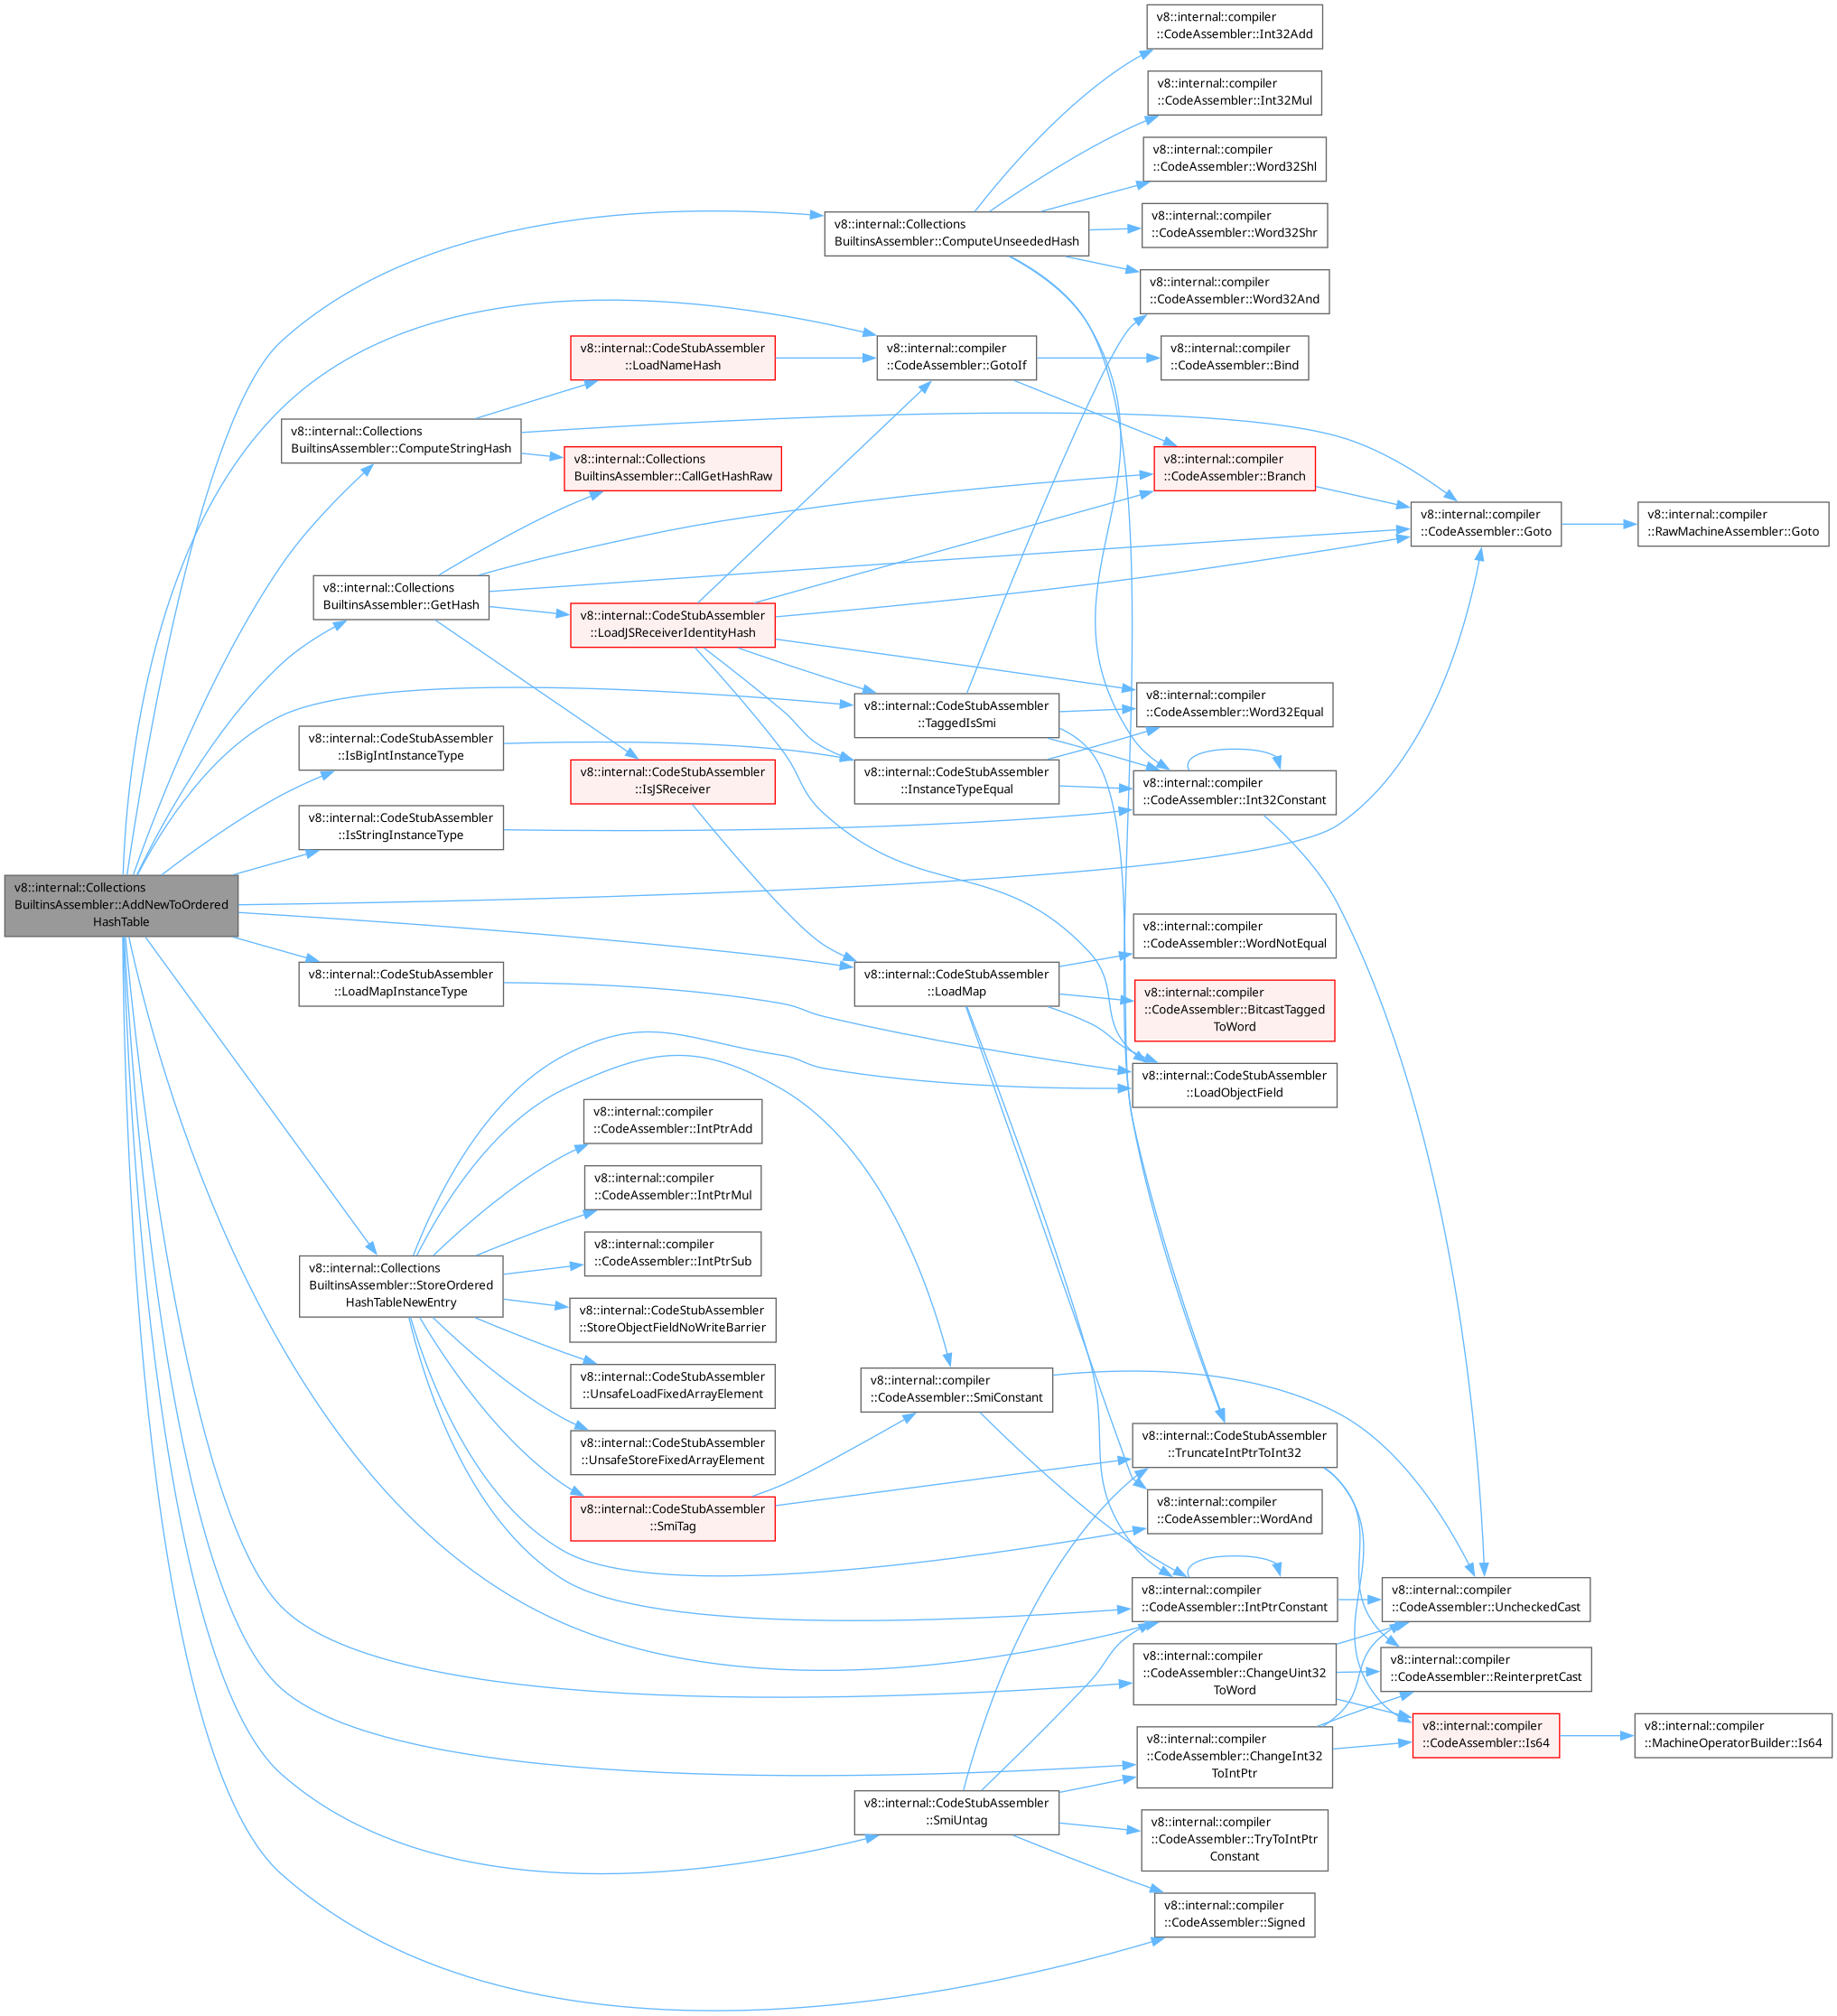 v8::internal::compiler
::CodeAssembler::Int32Add
v8::internal::compiler
::CodeAssembler::Int32Mul
v8::internal::compiler
::CodeAssembler::Word32Shl
v8::internal::Collections
BuiltinsAssembler::ComputeUnseededHash
v8::internal::compiler
::CodeAssembler::Word32Shr
v8::internal::compiler
::CodeAssembler::Word32And
v8::internal::CodeStubAssembler
::LoadNameHash
v8::internal::compiler
::CodeAssembler::GotoIf
v8::internal::compiler
::CodeAssembler::Bind
v8::internal::Collections
BuiltinsAssembler::ComputeStringHash
v8::internal::Collections
BuiltinsAssembler::CallGetHashRaw
v8::internal::compiler
::CodeAssembler::Branch
v8::internal::compiler
::CodeAssembler::Goto
v8::internal::compiler
::RawMachineAssembler::Goto
v8::internal::Collections
BuiltinsAssembler::GetHash
v8::internal::CodeStubAssembler
::LoadJSReceiverIdentityHash
v8::internal::CodeStubAssembler
::TaggedIsSmi
v8::internal::compiler
::CodeAssembler::Word32Equal
v8::internal::CodeStubAssembler
::IsBigIntInstanceType
v8::internal::CodeStubAssembler
::IsJSReceiver
v8::internal::CodeStubAssembler
::InstanceTypeEqual
v8::internal::compiler
::CodeAssembler::Int32Constant
v8::internal::CodeStubAssembler
::IsStringInstanceType
v8::internal::Collections
BuiltinsAssembler::AddNewToOrdered
HashTable
v8::internal::compiler
::CodeAssembler::WordNotEqual
v8::internal::CodeStubAssembler
::LoadMapInstanceType
v8::internal::CodeStubAssembler
::LoadMap
v8::internal::compiler
::CodeAssembler::BitcastTagged
ToWord
v8::internal::CodeStubAssembler
::LoadObjectField
v8::internal::compiler
::CodeAssembler::IntPtrAdd
v8::internal::compiler
::CodeAssembler::IntPtrMul
v8::internal::compiler
::CodeAssembler::IntPtrSub
v8::internal::Collections
BuiltinsAssembler::StoreOrdered
HashTableNewEntry
v8::internal::CodeStubAssembler
::StoreObjectFieldNoWriteBarrier
v8::internal::CodeStubAssembler
::UnsafeLoadFixedArrayElement
v8::internal::compiler
::CodeAssembler::SmiConstant
v8::internal::CodeStubAssembler
::UnsafeStoreFixedArrayElement
v8::internal::CodeStubAssembler
::TruncateIntPtrToInt32
v8::internal::CodeStubAssembler
::SmiTag
v8::internal::compiler
::CodeAssembler::WordAnd
v8::internal::compiler
::CodeAssembler::IntPtrConstant
v8::internal::compiler
::CodeAssembler::UncheckedCast
v8::internal::compiler
::CodeAssembler::ChangeUint32
ToWord
v8::internal::compiler
::CodeAssembler::ReinterpretCast
v8::internal::compiler
::CodeAssembler::ChangeInt32
ToIntPtr
v8::internal::compiler
::CodeAssembler::Is64
v8::internal::compiler
::MachineOperatorBuilder::Is64
v8::internal::CodeStubAssembler
::SmiUntag
v8::internal::compiler
::CodeAssembler::TryToIntPtr
Constant
v8::internal::compiler
::CodeAssembler::Signed